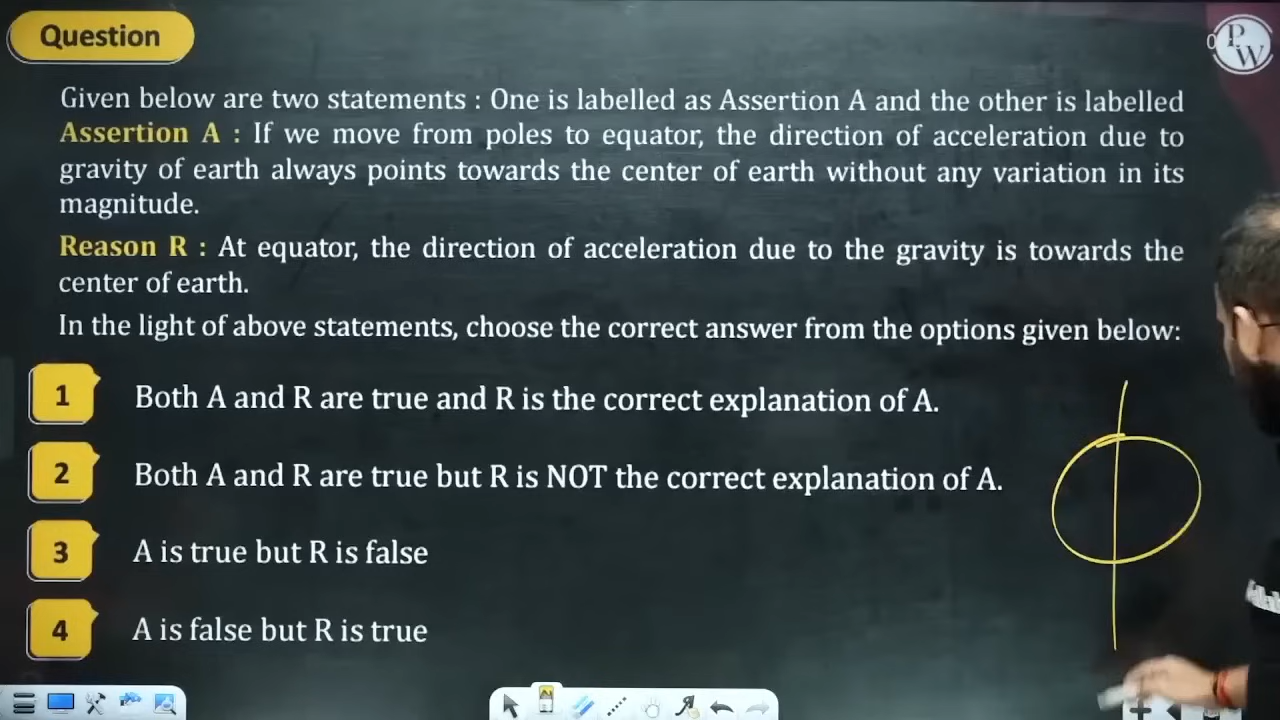 Question
Given below are two statements : One is labelled as Assertion A and the other is labelled
Assertion A : If we move from poles to equator, the direction of acceleration due to
gravity of earth always points towards the center of earth without any variation in its
magnitude.
Reason R : At equator, the direction of acceleration due to the gravity is towards the
center of earth.
In the light of above statements, choose the correct answer from the options given below:
1 Both A and R are true and R is the correct explanation of A.
2 Both A and R are true but R is NOT the correct explanation of A.
3 A is true but R is false
4 A is false but R is true
PW